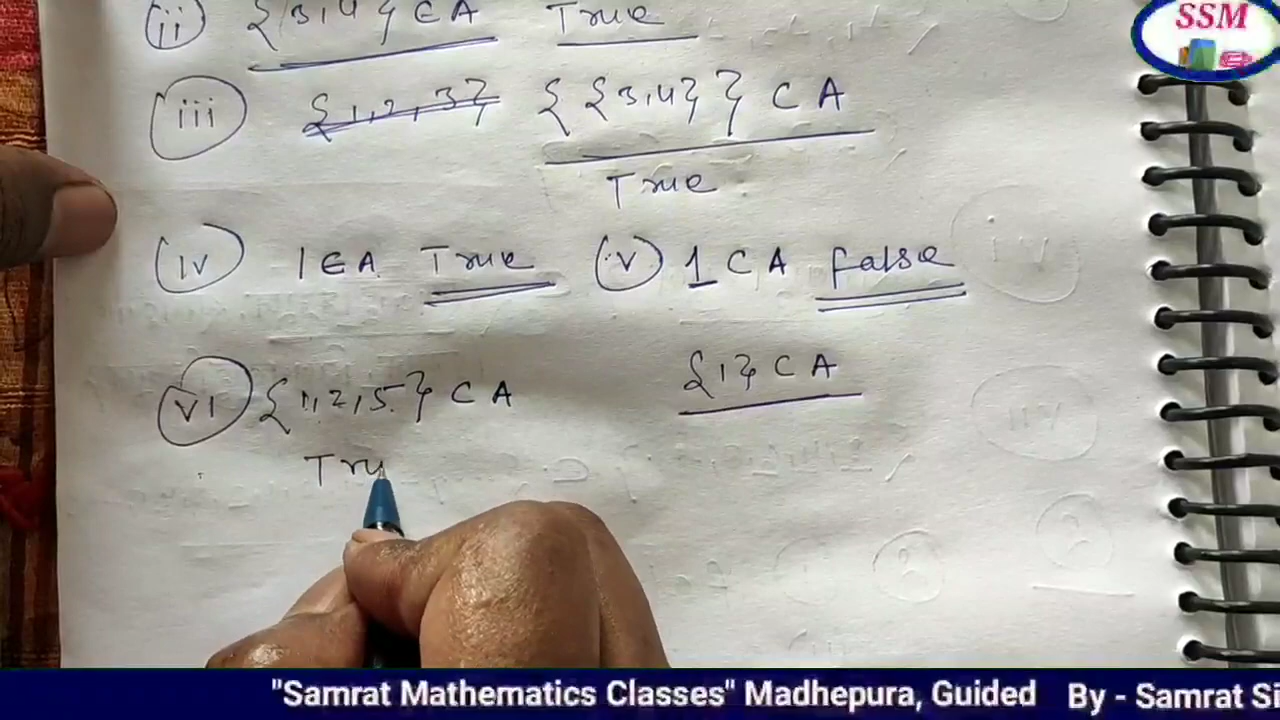 SSM
(ii) {3,4} ∈ A True
(iii) {1,2,3} {{3,4}} ⊂ A
True
(iv) 1 ∈ A True (v) 1 ⊂ A False
{1} ⊂ A
(vi) {1,2,5} ⊂ A
Tru
"Samrat Mathematics Classes" Madhepura, Guided By - Samrat Si